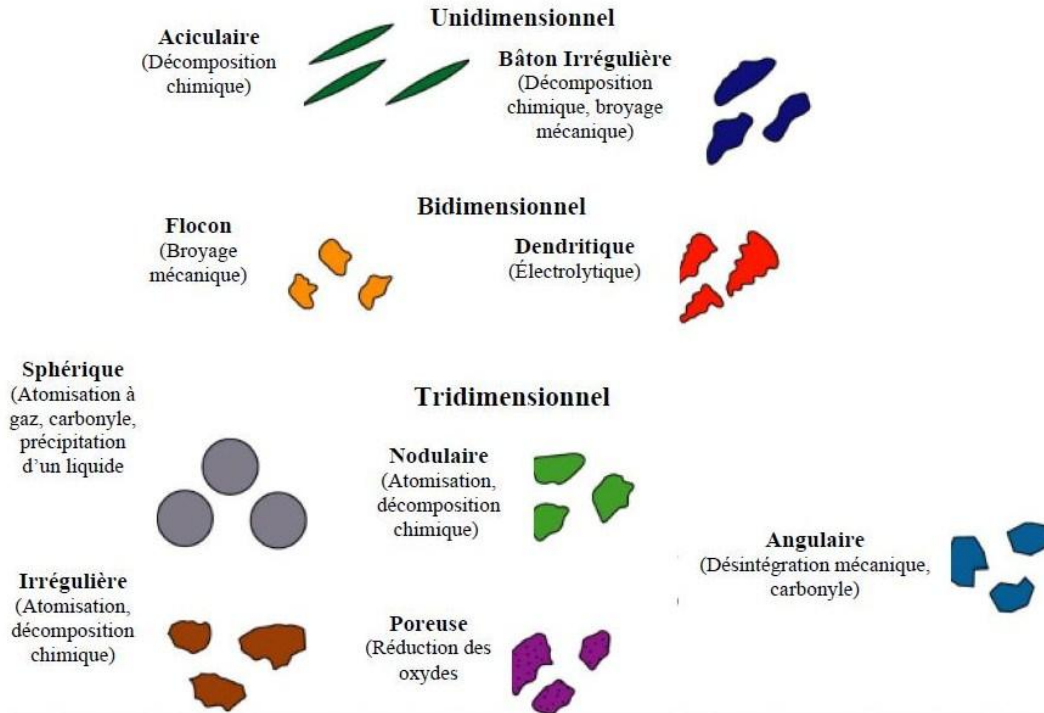 Unidimensionnel
Aciculaire
(Décomposition
chimique)
Bâton Irrégulière
(Décomposition
chimique, broyage
mécanique)
Bidimensionnel
Flocon
(Broyage
mécanique)
Dendritique
(Électrolytique)
Tridimensionnel
Sphérique
(Atomisation à
gaz, carbonyle,
précipitation
d'un liquide
Nodulaire
(Atomisation,
décomposition
chimique)
Angulaire
(Désintégration mécanique,
carbonyle)
Irrégulière
(Atomisation,
décomposition
chimique)
Poreuse
(Réduction des
oxydes